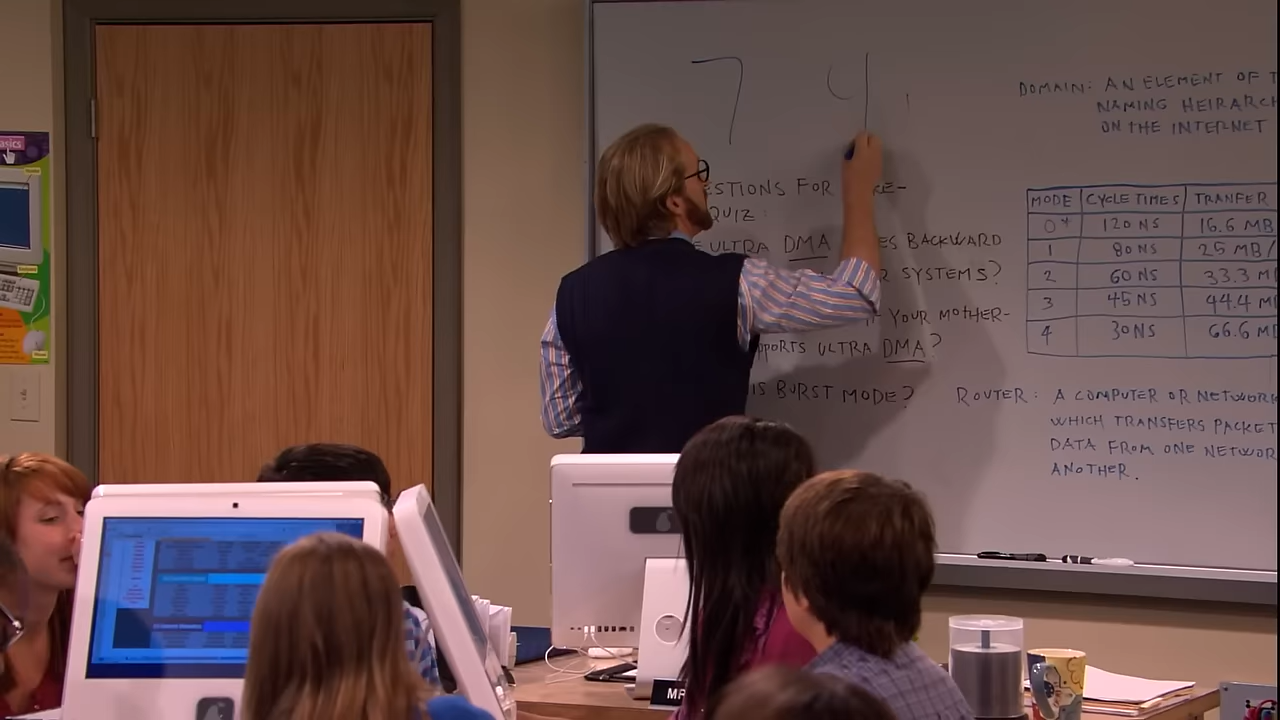 7 4
DOMAIN: AN ELEMENT OF T
NAMING HEIRARCH
ON THE INTERNET
ESTIONS FOR
QUIZ:
ULTRA DMA ES BACKWARD
SYSTEMS?
YOUR MOTHER-
PPORTS ULTRA DMA?
IS BURST MODE?
MODE CYCLE TIMES TRANFER
0* 120 NS 16.6 MB
1 80 NS 25 MB/
2 60 NS 33.3 M
3 45 NS 44.4 M
4 30 NS 66.6 M
ROUTER: A COMPUTER OR NETWORK
WHICH TRANSFERS PACKET
DATA FROM ONE NETWOR
ANOTHER.
asics
MR